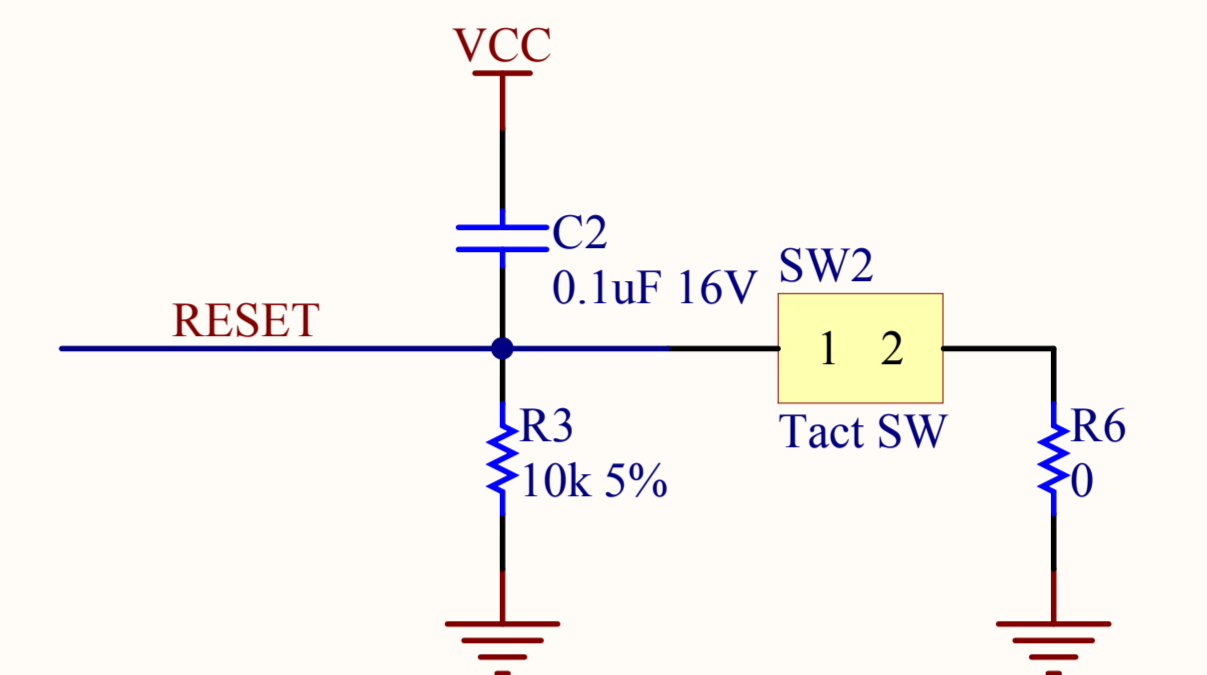 VCC
C2
0.1uF 16V
SW2
RESET
1 2
R3
10k 5%
Tact SW
R6
0